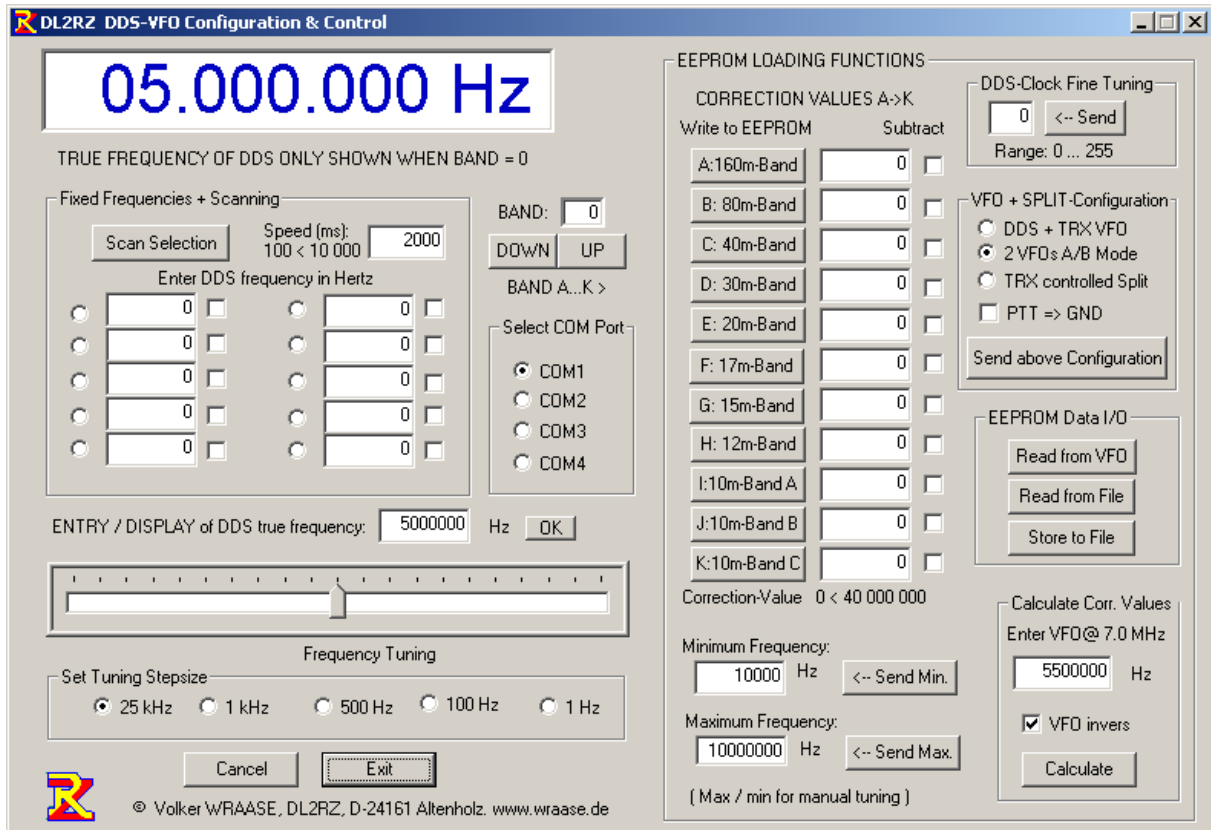 DL2RZ DDS-VFO Configuration & Control
05.000.000 Hz
TRUE FREQUENCY OF DDS ONLY SHOWN WHEN BAND = 0
Fixed Frequencies + Scanning
Scan Selection
Speed (ms):
100 < 10 000
2000
Enter DDS frequency in Hertz
0 0
0 0
0 0
0 0
0 0
BAND: 0
DOWN UP
BAND A...K >
Select COM Port
COM1
COM2
COM3
COM4
ENTRY / DISPLAY of DDS true frequency: 5000000 Hz OK
Frequency Tuning
Set Tuning Stepsize
25 kHz 1 kHz 500 Hz 100 Hz 1 Hz
Cancel Exit
© Volker WRAASE, DL2RZ, D-24161 Altenholz. www.wraase.de
EEPROM LOADING FUNCTIONS
CORRECTION VALUES A->K
Write to EEPROM Subtract
A:160m-Band 0
B: 80m-Band 0
C: 40m-Band 0
D: 30m-Band 0
E: 20m-Band 0
F: 17m-Band 0
G: 15m-Band 0
H: 12m-Band 0
I:10m-Band A 0
J:10m-Band B 0
K:10m-Band C 0
Correction-Value 0 < 40 000 000
Minimum Frequency:
10000 Hz <-- Send Min.
Maximum Frequency:
10000000 Hz <-- Send Max.
( Max / min for manual tuning )
DDS-Clock Fine Tuning
0 <-- Send
Range: 0 ... 255
VFO + SPLIT-Configuration
DDS + TRX VFO
2 VFOs A/B Mode
TRX controlled Split
PTT => GND
Send above Configuration
EEPROM Data I/O
Read from VFO
Read from File
Store to File
Calculate Corr. Values
Enter VFO@ 7.0 MHz
5500000 Hz
VFO invers
Calculate